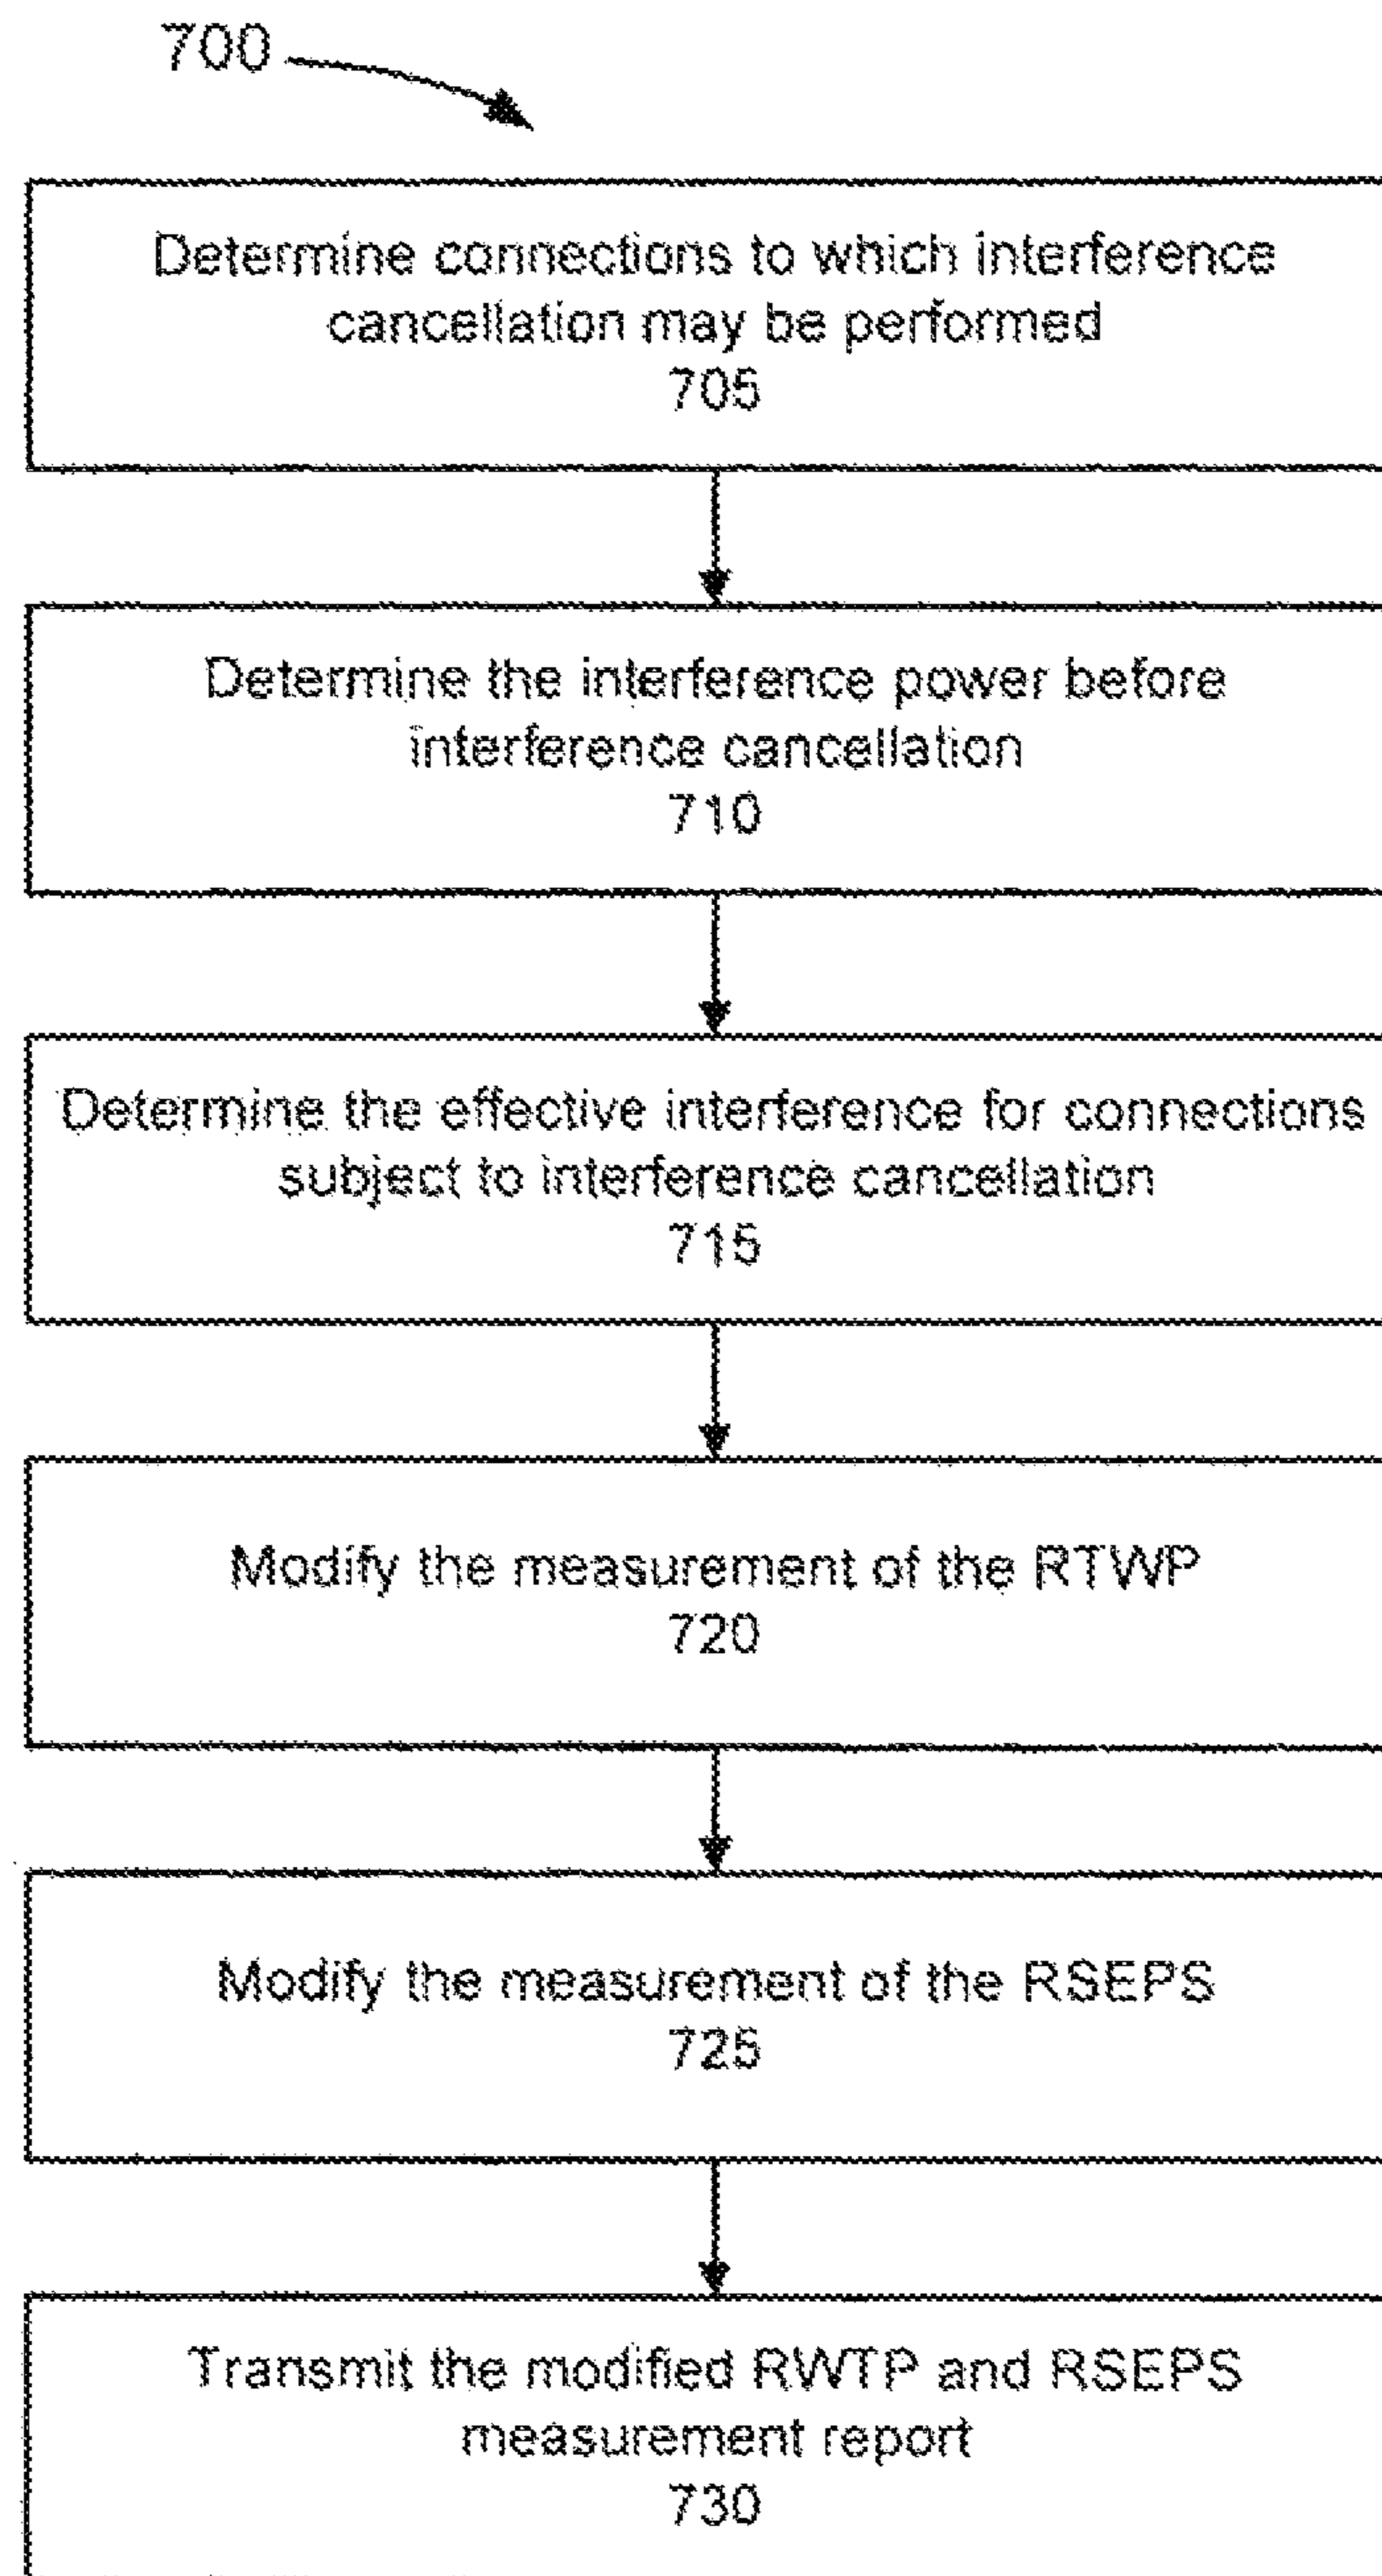 700
Determine connections to which interference
cancellation may be performed
705
Determine the interference power before
interference cancellation
710
Determine the effective interference for connections
subject to interference cancellation
715
Modify the measurement of the RTWP
720
Modify the measurement of the RSEPS
725
Transmit the modified RWTP and RSEPS
measurement report
730